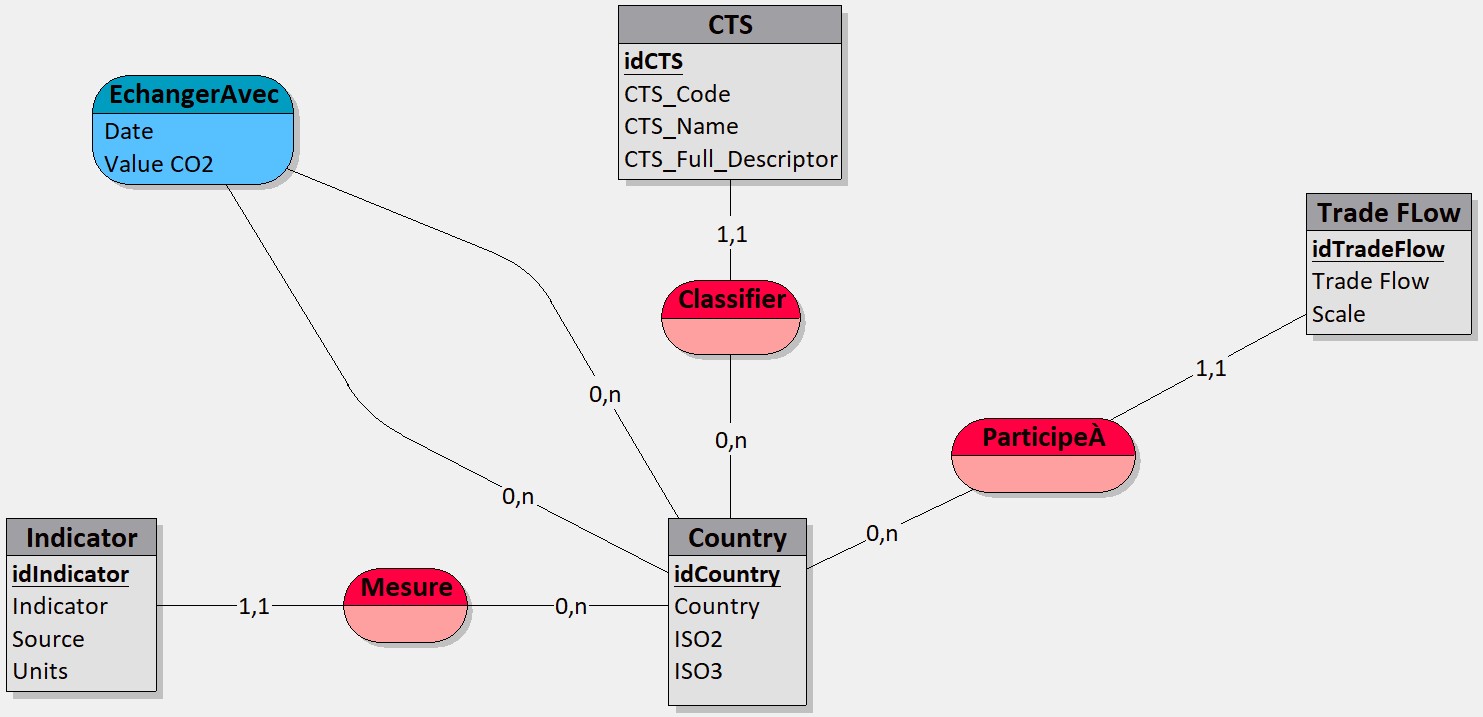 CTS
idCTS
CTS_Code
CTS_Name
CTS_Full_Descriptor
EchangerAvec
Date
Value CO2
1,1
Classifier
0,n
Trade FLow
idTradeFlow
Trade Flow
Scale
1,1
ParticipeÀ
0,n
0,n
0,n
Indicator
idIndicator
Indicator
Source
Units
1,1
Mesure
0,n
Country
idCountry
Country
ISO2
ISO3